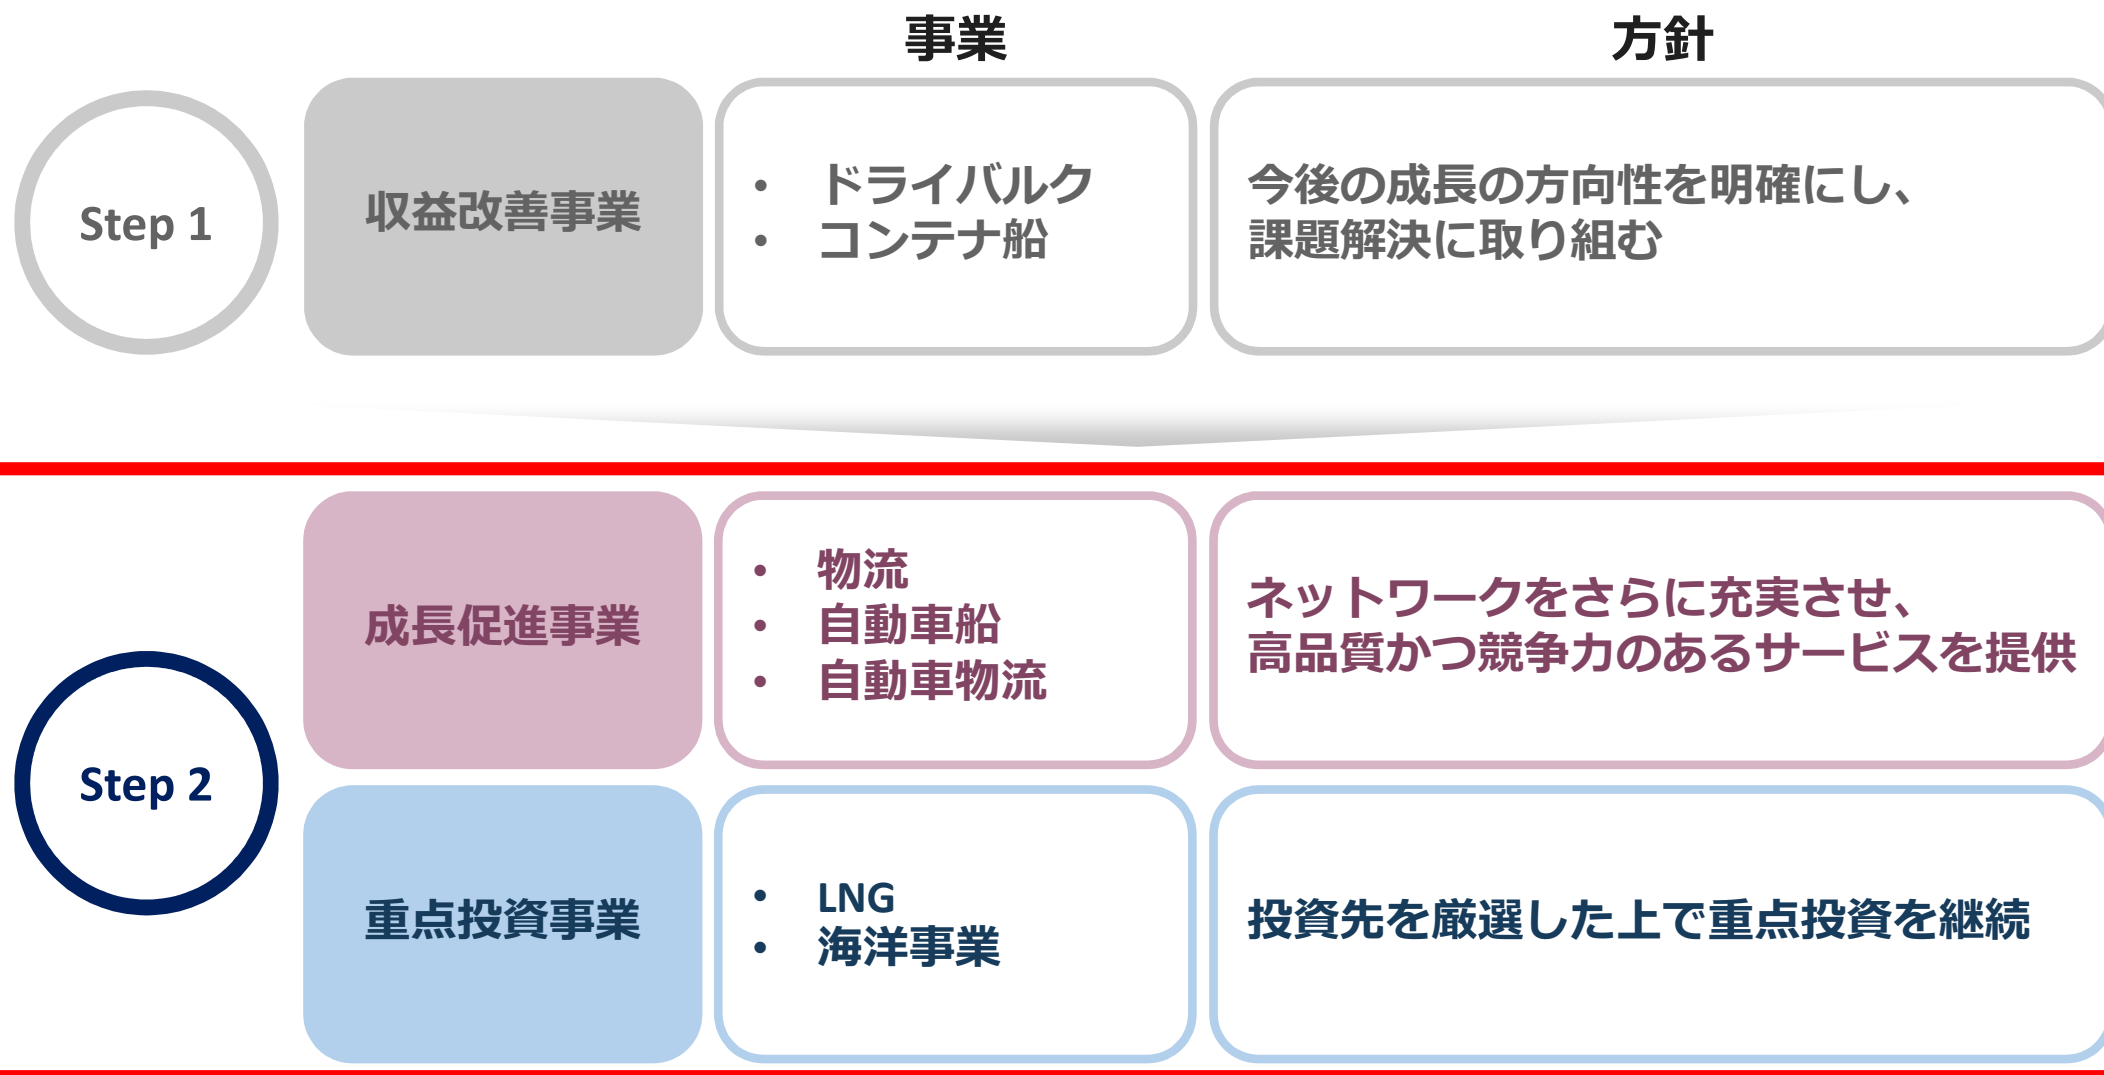 事業
方針
Step 1
収益改善事業
• ドライバルク
• コンテナ船
今後の成長の方向性を明確にし、
課題解決に取り組む
Step 2
成長促進事業
• 物流
• 自動車船
• 自動車物流
ネットワークをさらに充実させ、
高品質かつ競争力のあるサービスを提供
重点投資事業
• LNG
• 海洋事業
投資先を厳選した上で重点投資を継続